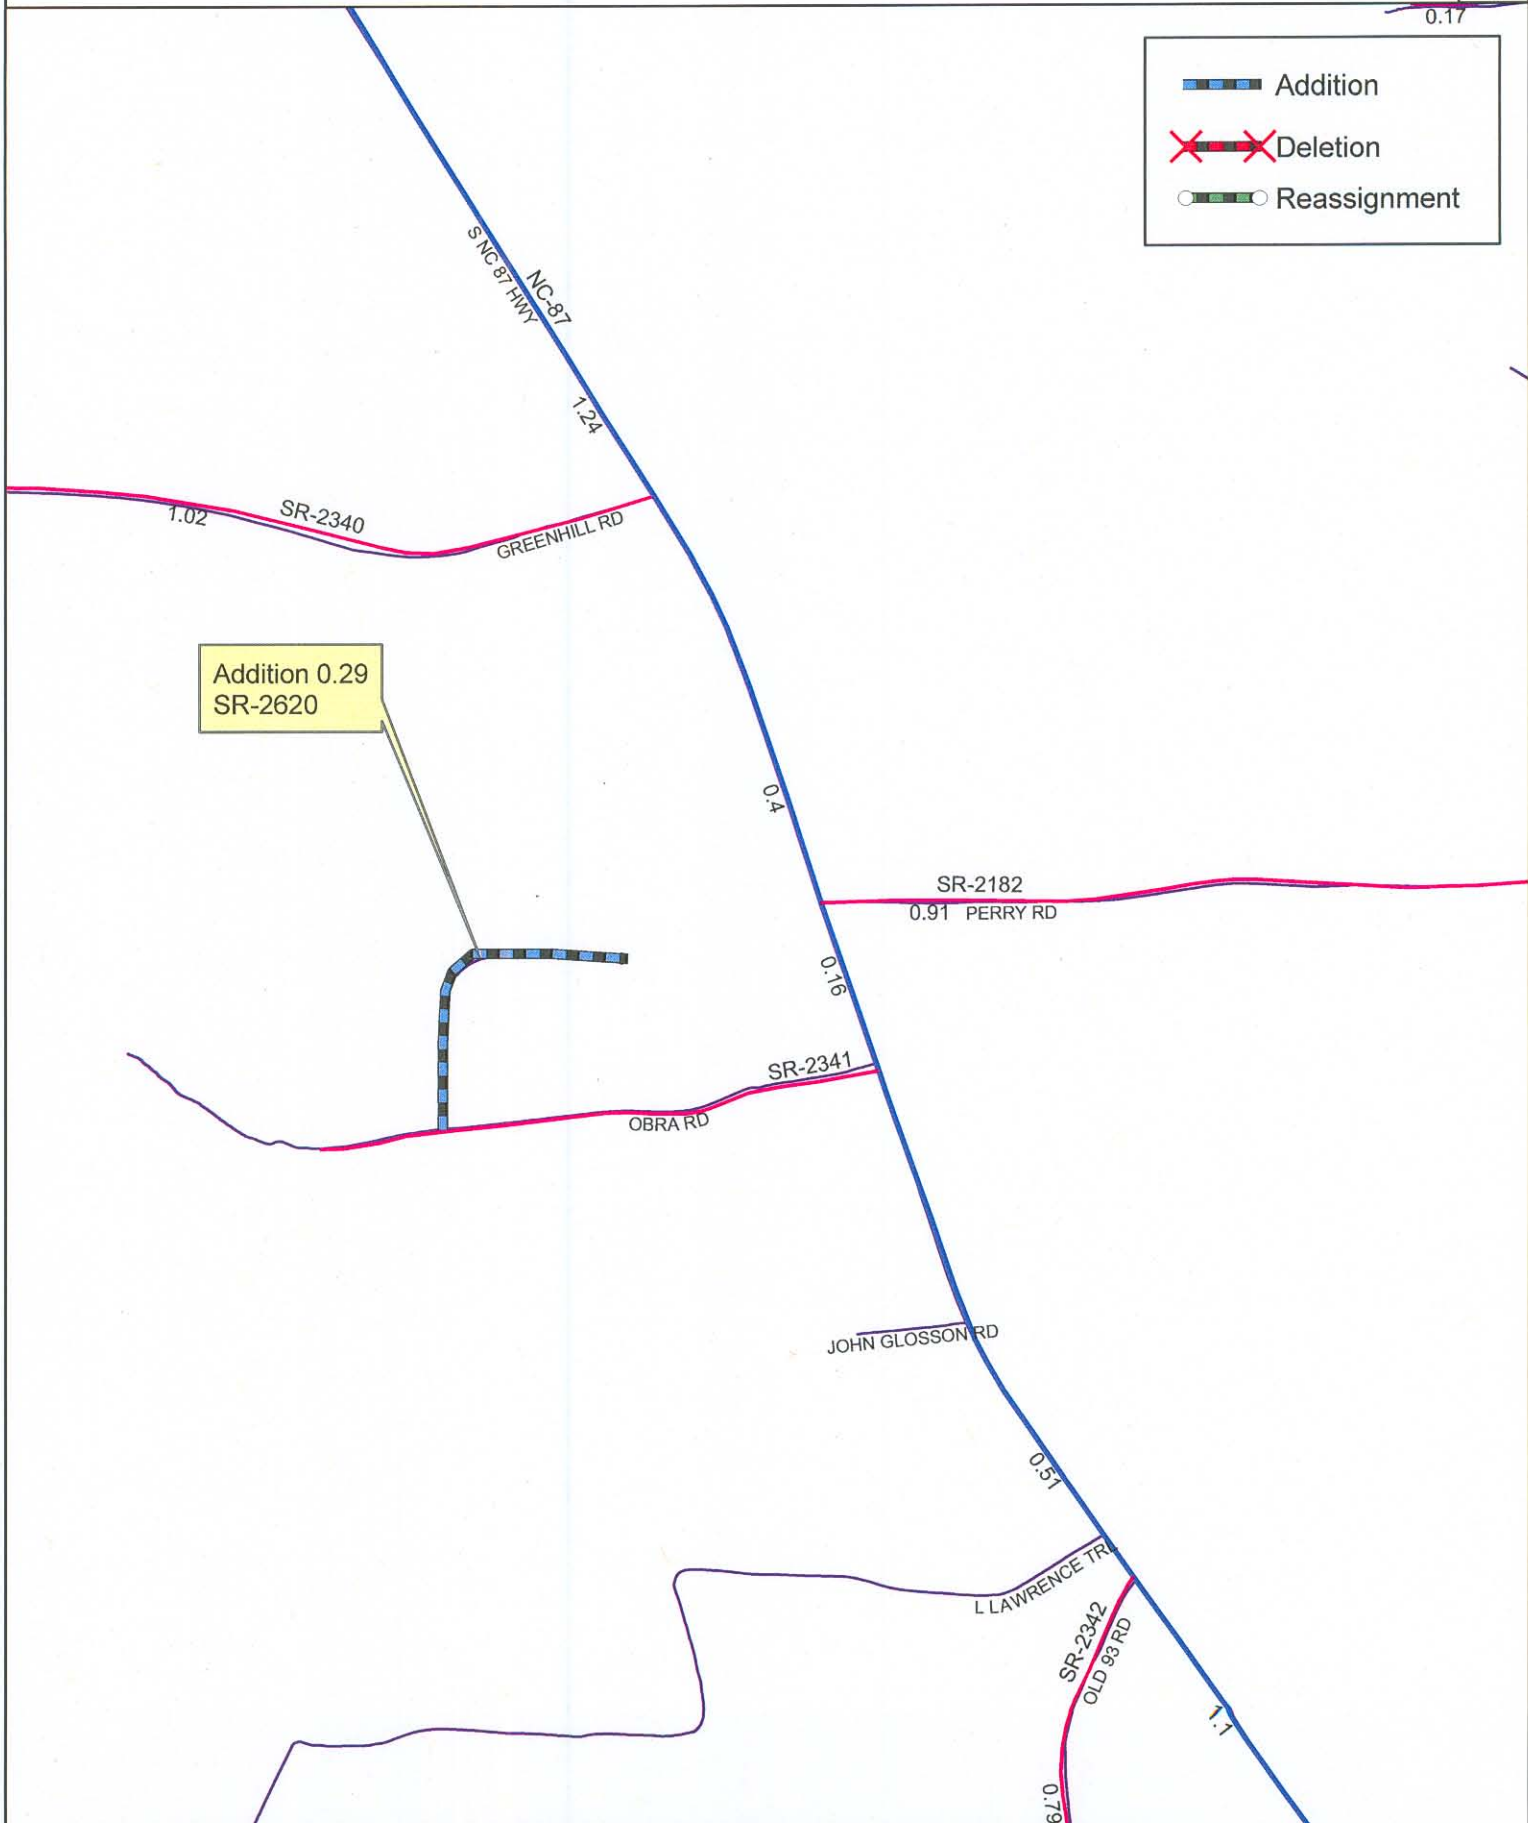 0.17
Addition
Deletion
Reassignment
NC-87
S NC 87 HWY
1.24
SR-2340
1.02
GREENHILL RD
Addition 0.29
SR-2620
0.4
SR-2182
0.91 PERRY RD
0.16
SR-2341
OBRA RD
JOHN GLOSSON RD
0.51
L LAWRENCE TRL
SR-2342
OLD 93 RD
1.1
0.79